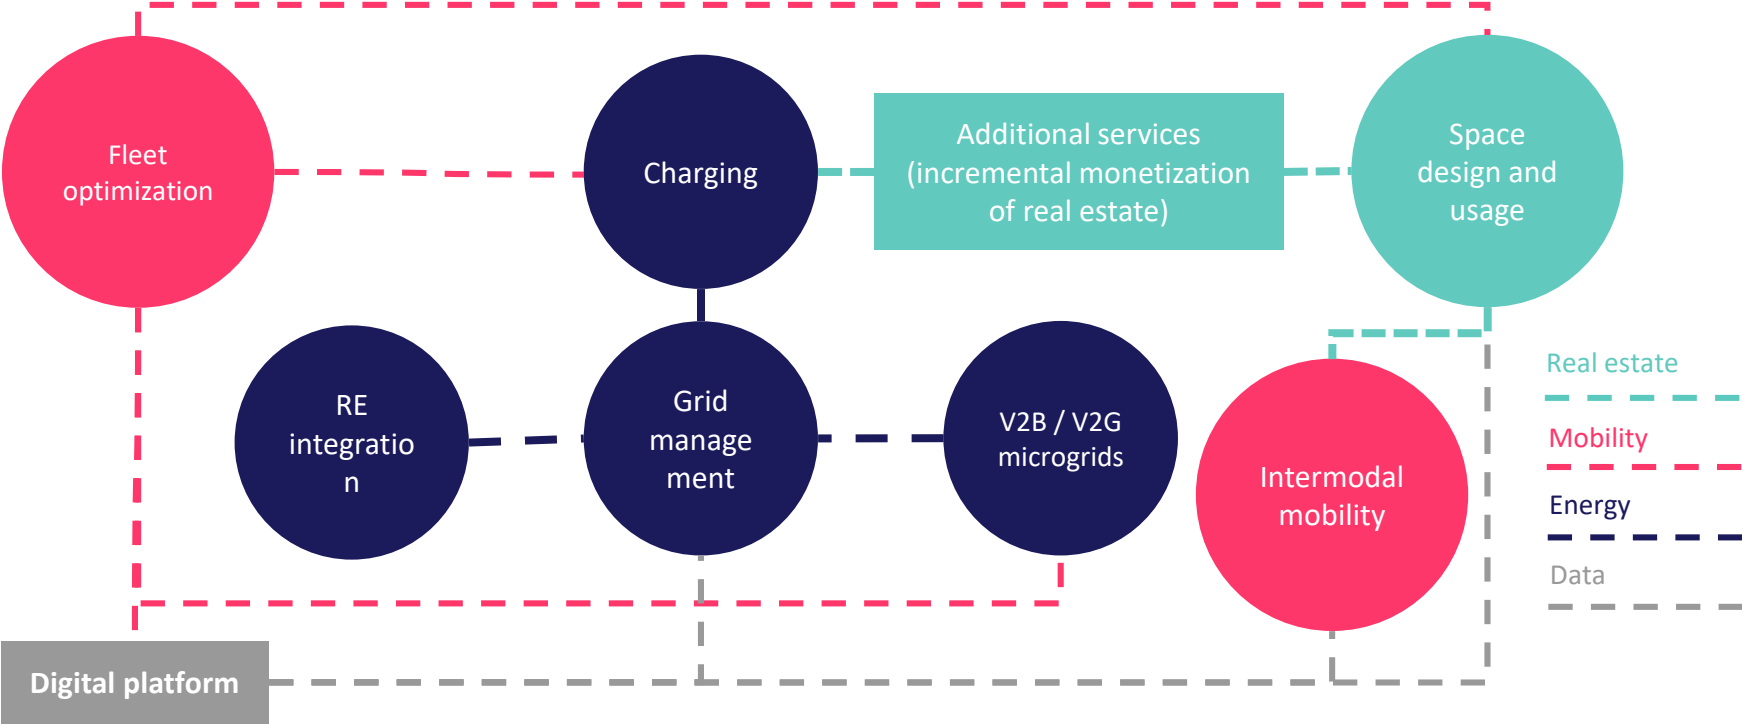 Fleet
optimization
Charging
Additional services
(incremental monetization
of real estate)
Space
design and
usage
RE
integratio
n
Grid
manage
ment
V2B / V2G
microgrids
Intermodal
mobility
Real estate
Mobility
Energy
Data
Digital platform